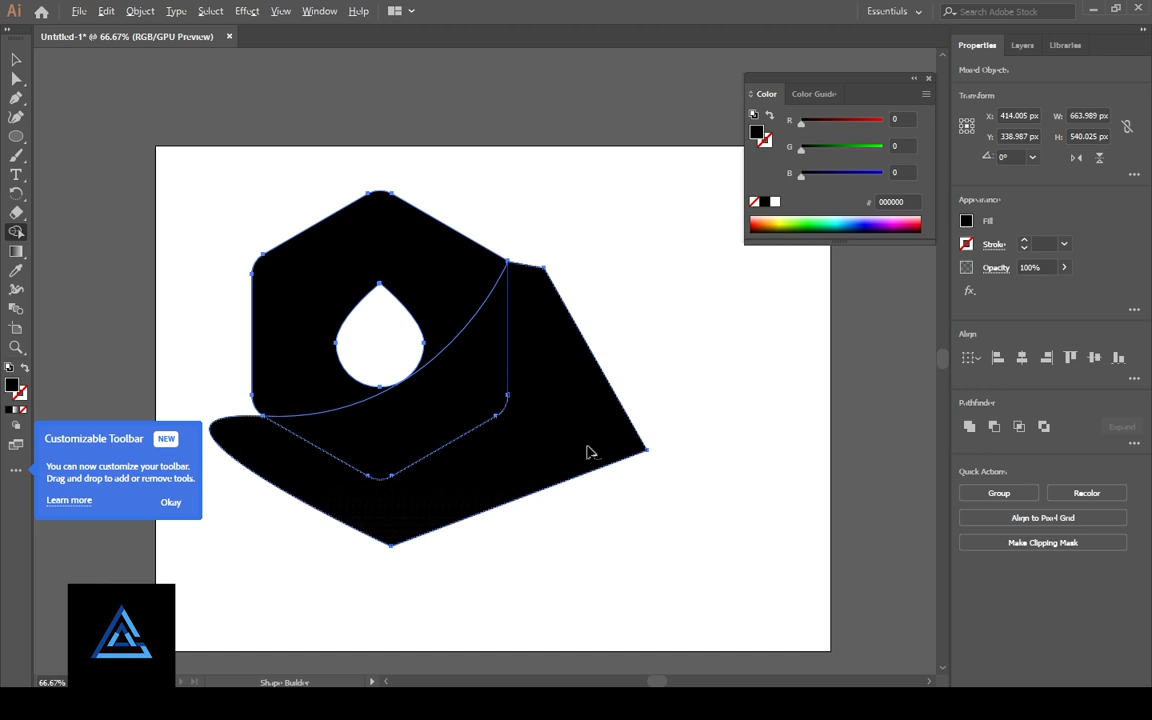 Ai File Edit Object Type Select Effect View Window Help Essentials Search Adobe Stock
Untitled-1* @ 66.67% (RGB/GPU Preview)
Properties Layers Libraries
Mixed Objects
Transform
X: 414.005 px W: 663.989 px
Y: 338.987 px H: 540.025 px
0°
Color Color Guide
R 0
G 0
B 0
# 000000
Appearance
Fill
Stroke
Opacity 100%
fx.
Align
Pathfinder
Expand
Quick Actions
Group Recolor
Align to Pixel Grid
Make Clipping Mask
Customizable Toolbar NEW
You can now customize your toolbar.
Drag and drop to add or remove tools.
Learn more Okay
66.67% Shape Builder